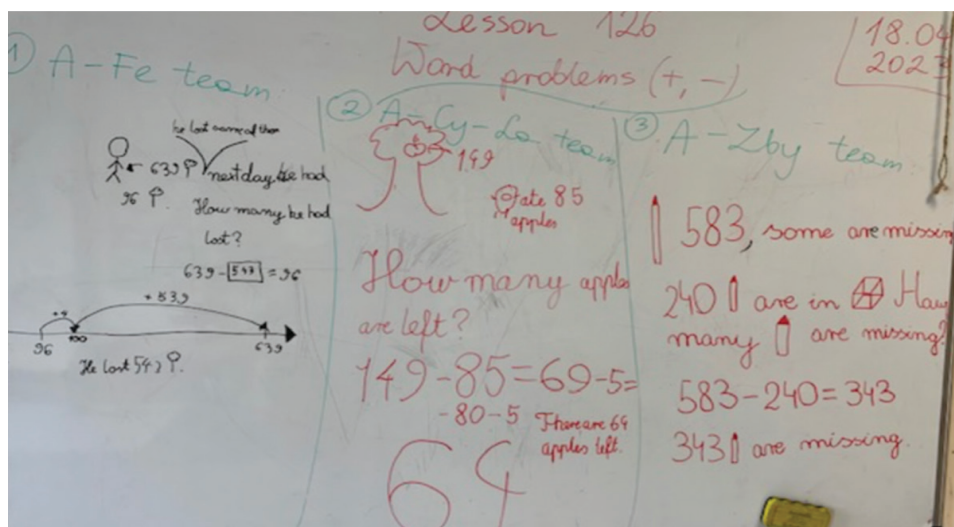 Lesson 126
Word problems (+, -)
18.04
2023
1) A-Fe team
he lost some of them
639
next day, he had
96
How many he had
lost?
639-543=96
+4
+539
96
100
639
He lost 543
2) A-Cy-La team
149
ate 85
apples
How many apples
are left?
149-85=69-5=
-80-5
There are 64
apples left.
64
3) A-Zby team
583, some are missing
240 are in How
many are missing?
583-240=343
343 are missing.